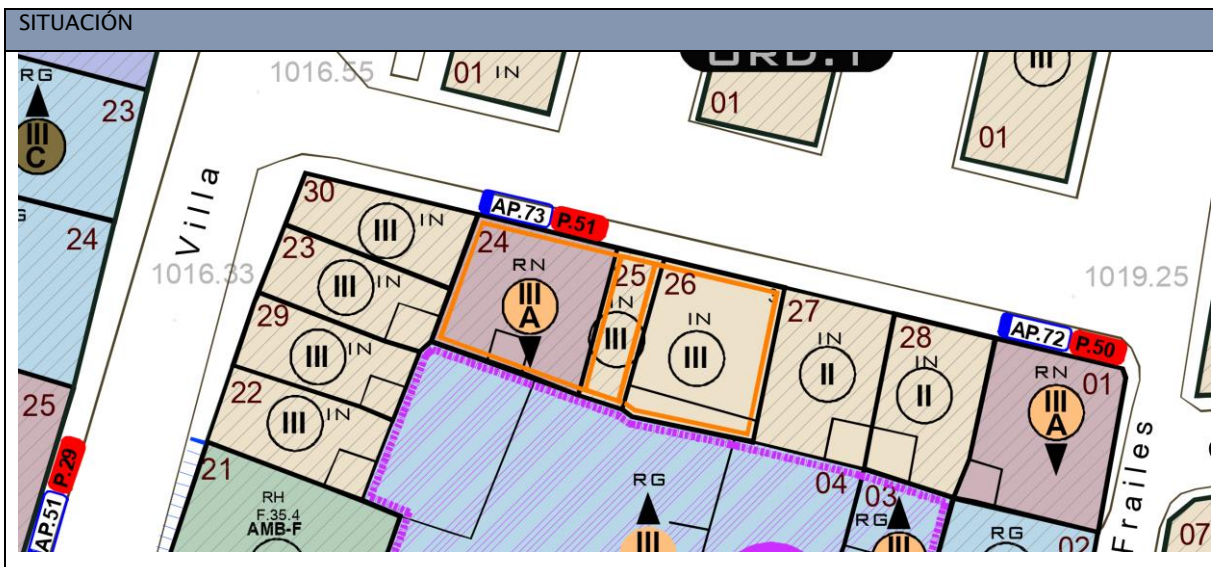 SITUACIÓN
RG
III
C
23
24
25
P.29
AP.51
Villa
1016.55
1016.33
1019.25
01 IN
01
III
01
30
III IN
23
III IN
29
III IN
22
III IN
21
RH
F.35.4
AMB-F
AP.73 P.51
24
RN
III
A
25
IN
III
26
IN
III
27
IN
II
28
IN
II
AP.72 P.50
RN
01
III
A
RG
III
04
03
RG
III
RG
02
Frailes
07